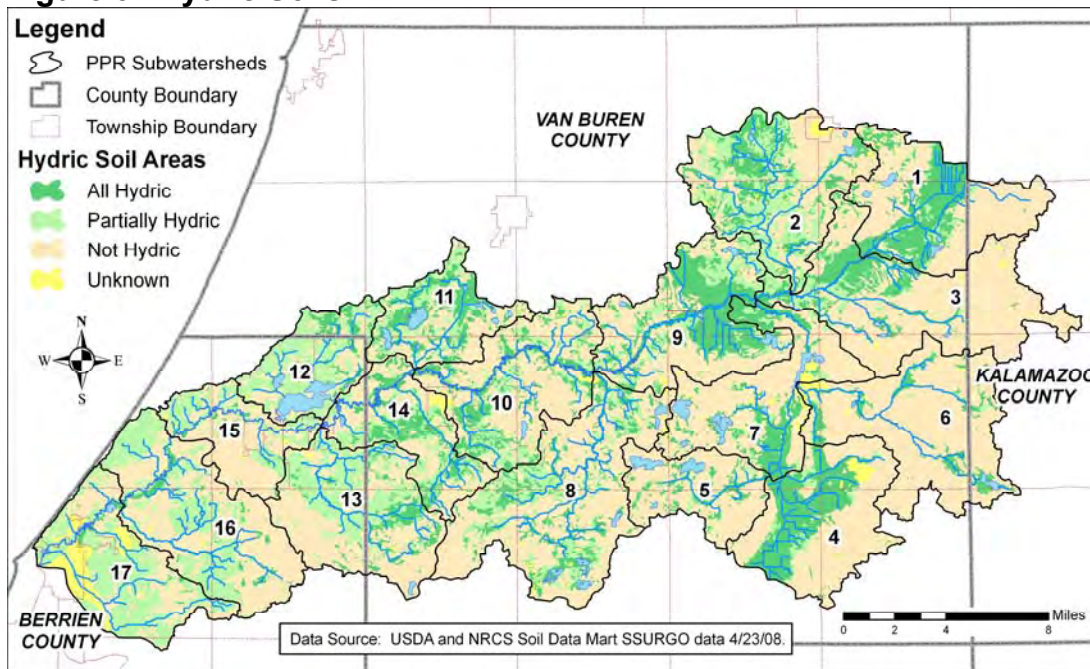 Legend
PPR Subwatersheds
County Boundary
Township Boundary
Hydric Soil Areas
All Hydric
Partially Hydric
Not Hydric
Unknown
N
W E
S
VAN BUREN
COUNTY
KALAMAZOO
COUNTY
BERRIEN
COUNTY
1
2
3
11
9
12
14
10
6
15
7
13
8
5
16
4
17
Miles
0 2 4 8
Data Source: USDA and NRCS Soil Data Mart SSURGO data 4/23/08.